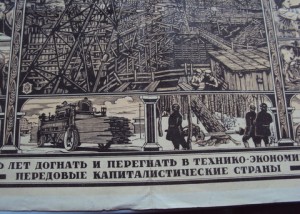 ЛЕТ ДОГНАТЬ И ПЕРЕГНАТЬ В ТЕХНИКО-ЭКОНОМИ
ПЕРЕДОВЫЕ КАПИТАЛИСТИЧЕСКИЕ СТРАНЫ